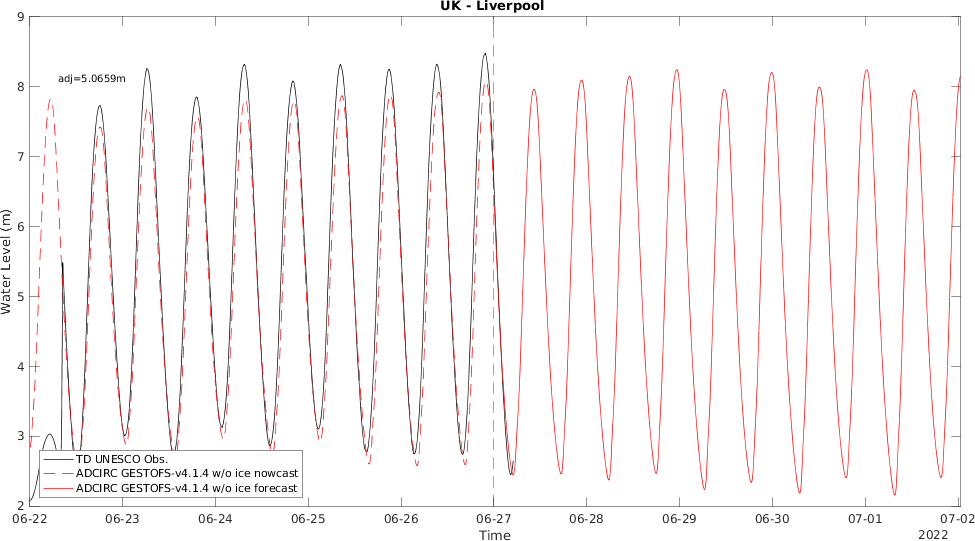 UK - Liverpool
9
8
7
6
5
4
3
2
Water Level (m)
adj=5.0659m
TD UNESCO Obs.
ADCIRC GESTOFS-v4.1.4 w/o ice nowcast
ADCIRC GESTOFS-v4.1.4 w/o ice forecast
06-22 06-23 06-24 06-25 06-26 06-27 06-28 06-29 06-30 07-01 07-02
Time
2022